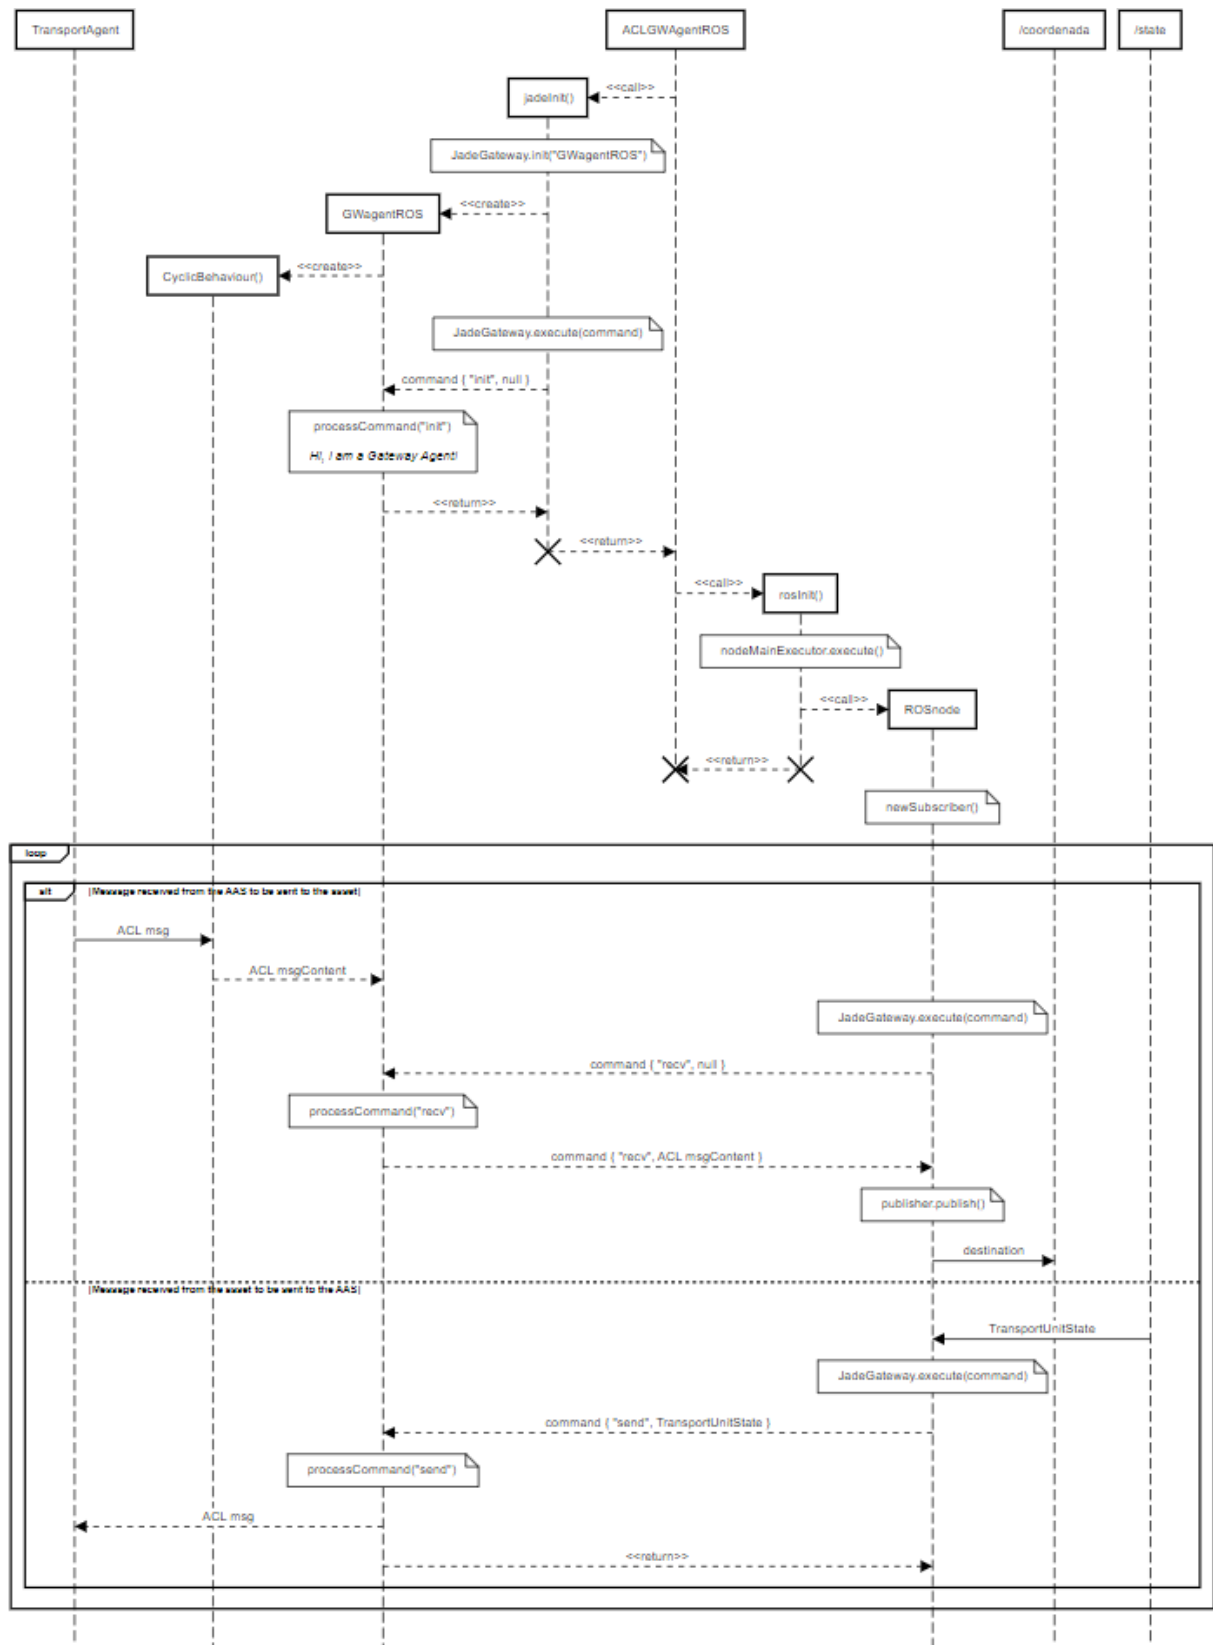 TransportAgent
ACLGWAgentROS
/coordenada
/state
<<call>>
jadeInit()
JadeGateway.init("GWagentROS")
<<create>>
GWagentROS
<<create>>
CyclicBehaviour()
JadeGateway.execute(command)
command { "init", null }
processCommand("init")
Hi, I am a Gateway Agent!
<<return>>
<<return>>
<<call>>
rosInit()
nodeMainExecutor.execute()
<<call>>
ROSnode
<<return>>
newSubscriber()
loop
alt
[Message received from the AAS to be sent to the asset]
ACL msg
ACL msgContent
JadeGateway.execute(command)
command { "recv", null }
processCommand("recv")
command { "recv", ACL msgContent }
publisher.publish()
destination
[Message received from the asset to be sent to the AAS]
TransportUnitState
JadeGateway.execute(command)
command { "send", TransportUnitState }
processCommand("send")
ACL msg
<<return>>